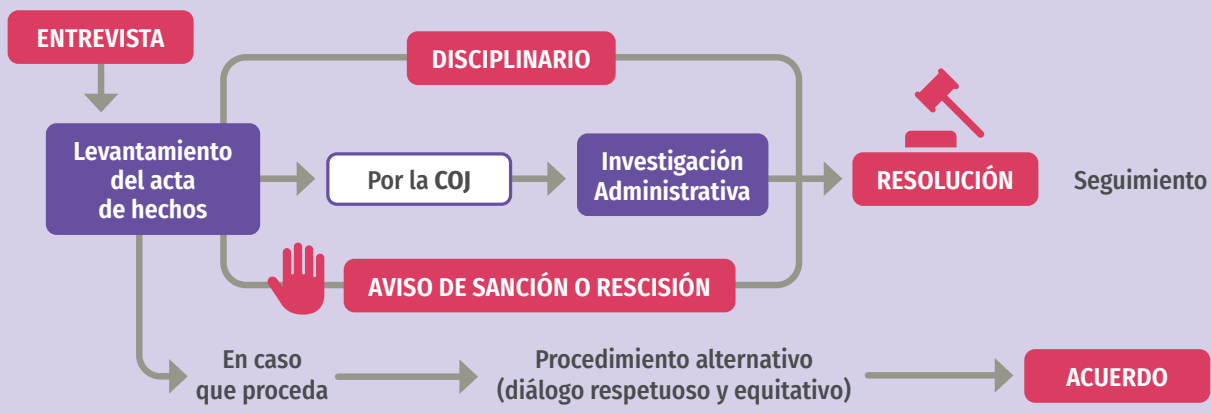 ENTREVISTA
DISCIPLINARIO
Levantamiento
del acta
de hechos
Por la COJ
Investigación
Administrativa
RESOLUCIÓN
Seguimiento
AVISO DE SANCIÓN O RESCISIÓN
En caso
que proceda
Procedimiento alternativo
(diálogo respetuoso y equitativo)
ACUERDO